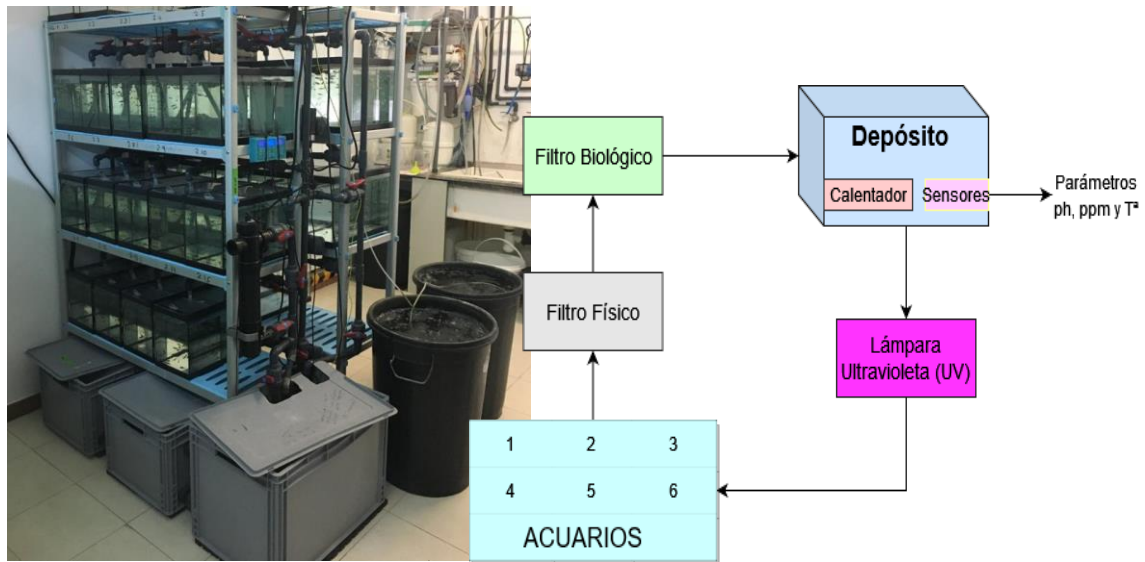 Filtro Biológico
Depósito
Calentador
Sensores
Parámetros
ph, ppm y Tª
Filtro Físico
Lámpara
Ultravioleta (UV)
1 2 3
4 5 6
ACUARIOS